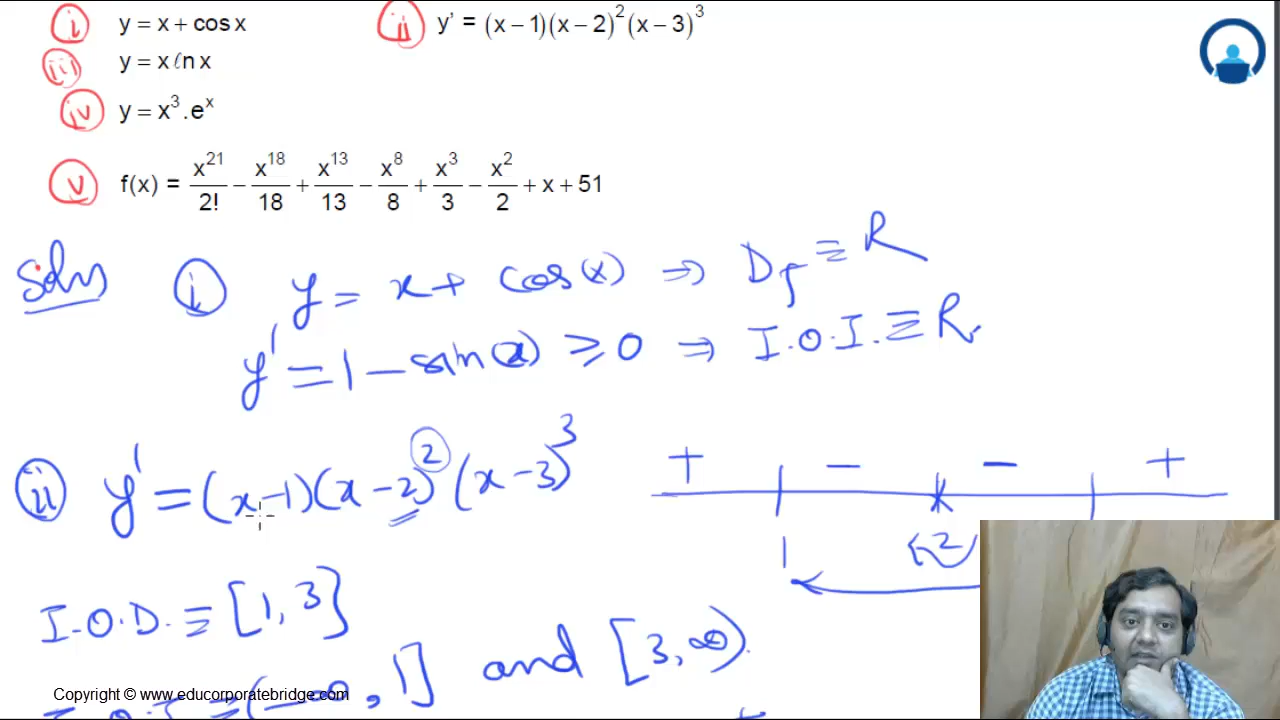 (i) y = x + cos x (ii) y' = (x – 1)(x – 2)² (x – 3)³
(iii) y = x ℓn x
(iv) y = x³.eˣ
(v) f(x) = x²¹/2! – x¹⁸/18 + x¹³/13 – x⁸/8 + x³/3 – x²/2 + x + 51
Soln (i) y = x + cos(x) ⇒ Df ≡ R
y' = 1 – sin(x) ≥ 0 ⇒ I.O.I. ≡ R
(ii) y' = (x – 1)(x – 2)² (x – 3)³
+ – – +
1 (2)
I.O.D. ≡ [1, 3]
≡ (–∞, 1] and [3, ∞).
Copyright © www.educorporatebridge.com